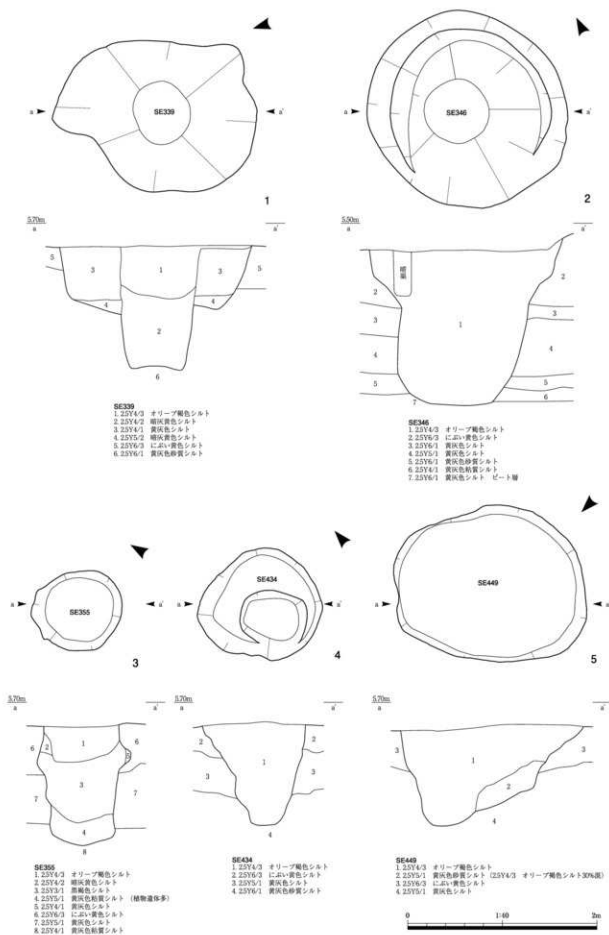 SE339
a
a'
1
SE346
a
a'
2
5.70m
a
a'
5
3
1
3
5
4
4
2
6
5.50m
a
a'
暗渠
2
2
3
3
1
4
4
5
5
6
7
SE339
1. 2.5Y4/3 オリーブ褐色シルト
2. 2.5Y4/2 暗灰黄色シルト
3. 2.5Y4/1 黄灰色シルト
4. 2.5Y5/2 暗灰黄色シルト
5. 2.5Y6/3 にぶい黄色シルト
6. 2.5Y6/1 黄灰色砂質シルト
SE346
1. 2.5Y4/3 オリーブ褐色シルト
2. 2.5Y6/3 にぶい黄色シルト
3. 2.5Y6/1 黄灰色シルト
4. 2.5Y5/1 黄灰色シルト
5. 2.5Y6/1 黄灰色砂質シルト
6. 2.5Y4/1 黄灰色粘質シルト
7. 2.5Y6/1 黄灰色シルト ピート層
SE355
a
a'
3
SE434
a
a'
4
SE449
a
a'
5
5.70m
a
a'
6
2
1
6
3
7
7
4
8
5.70m
a
a'
2
2
1
3
3
4
5.70m
a
a'
3
1
3
2
4
SE355
1. 2.5Y4/3 オリーブ褐色シルト
2. 2.5Y4/2 暗灰黄色シルト
3. 2.5Y3/1 黒褐色シルト
4. 2.5Y5/1 黄灰色粘質シルト (植物遺体多)
5. 2.5Y4/1 黄灰色シルト
6. 2.5Y6/3 にぶい黄色シルト
7. 2.5Y5/1 黄灰色シルト
8. 2.5Y4/1 黄灰色粘質シルト
SE434
1. 2.5Y4/3 オリーブ褐色シルト
2. 2.5Y6/3 にぶい黄色シルト
3. 2.5Y5/1 黄灰色シルト
4. 2.5Y6/1 黄灰色砂質シルト
SE449
1. 2.5Y4/3 オリーブ褐色シルト
2. 2.5Y5/1 黄灰色砂質シルト (2.5Y4/3 オリーブ褐色シルト30%混)
3. 2.5Y6/3 にぶい黄色シルト
4. 2.5Y5/1 黄灰色シルト
0 1/40 2m